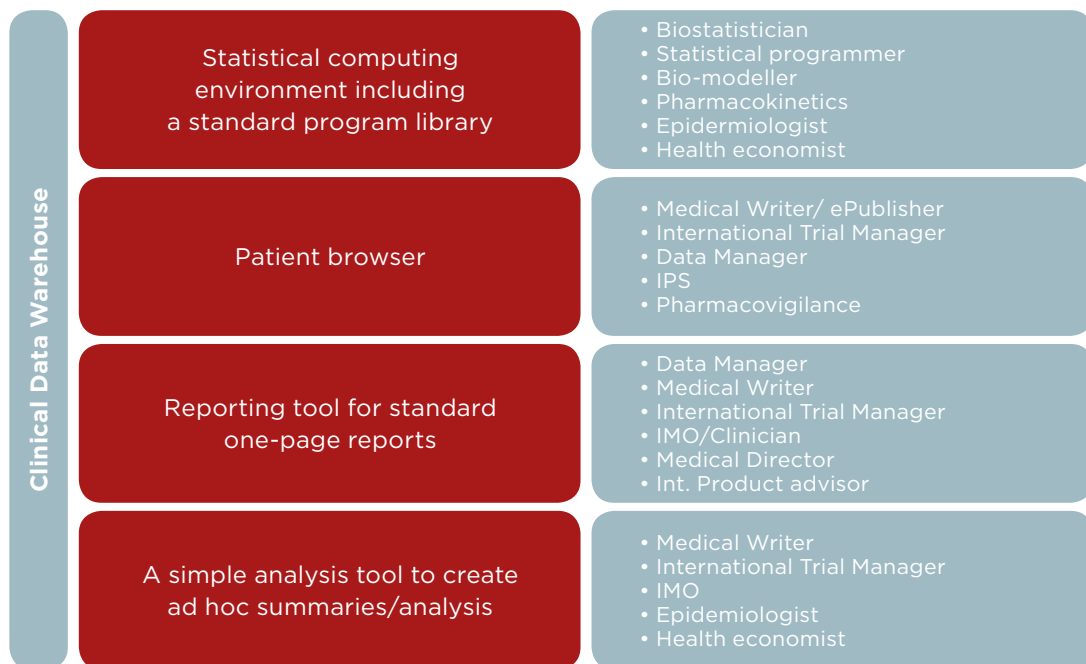 Clinical Data Warehouse
Statistical computing
environment including
a standard program library
• Biostatistician
• Statistical programmer
• Bio-modeller
• Pharmacokinetics
• Epidermiologist
• Health economist
Patient browser
• Medical Writer/ ePublisher
• International Trial Manager
• Data Manager
• IPS
• Pharmacovigilance
Reporting tool for standard
one-page reports
• Data Manager
• Medical Writer
• International Trial Manager
• IMO/Clinician
• Medical Director
• Int. Product advisor
A simple analysis tool to create
ad hoc summaries/analysis
• Medical Writer
• International Trial Manager
• IMO
• Epidemiologist
• Health economist